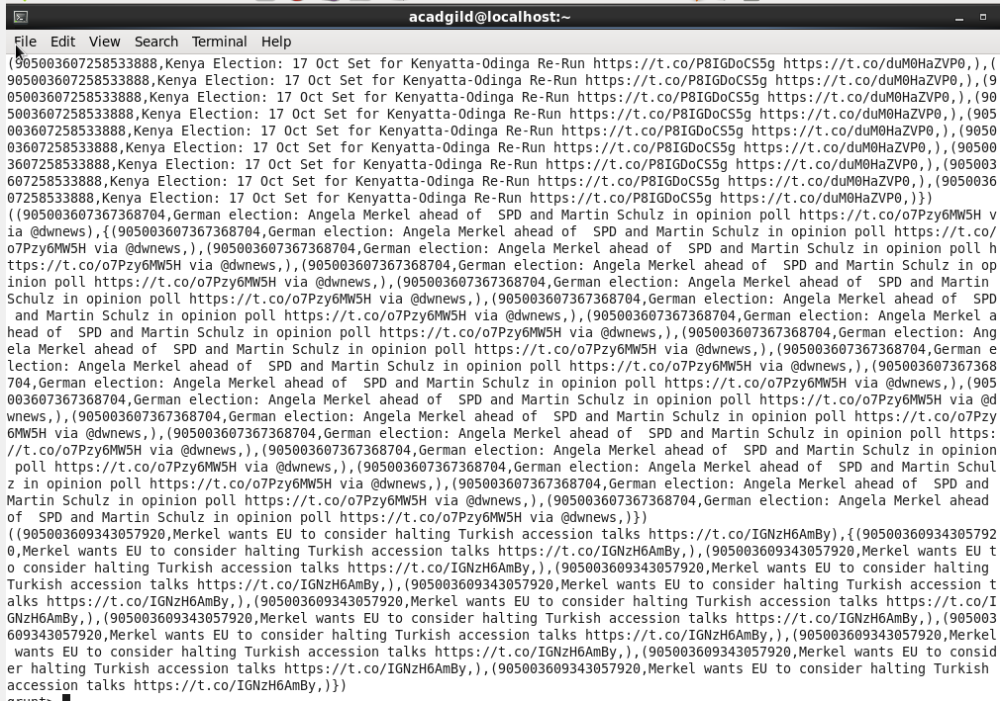 acadgild@localhost:~
File Edit View Search Terminal Help
(905003607258533888,Kenya Election: 17 Oct Set for Kenyatta-Odinga Re-Run https://t.co/P8IGDoCS5g https://t.co/duM0HaZVP0,),(
905003607258533888,Kenya Election: 17 Oct Set for Kenyatta-Odinga Re-Run https://t.co/P8IGDoCS5g https://t.co/duM0HaZVP0,),(9
05003607258533888,Kenya Election: 17 Oct Set for Kenyatta-Odinga Re-Run https://t.co/P8IGDoCS5g https://t.co/duM0HaZVP0,),(90
5003607258533888,Kenya Election: 17 Oct Set for Kenyatta-Odinga Re-Run https://t.co/P8IGDoCS5g https://t.co/duM0HaZVP0,),(905
003607258533888,Kenya Election: 17 Oct Set for Kenyatta-Odinga Re-Run https://t.co/P8IGDoCS5g https://t.co/duM0HaZVP0,),(9050
03607258533888,Kenya Election: 17 Oct Set for Kenyatta-Odinga Re-Run https://t.co/P8IGDoCS5g https://t.co/duM0HaZVP0,),(90500
3607258533888,Kenya Election: 17 Oct Set for Kenyatta-Odinga Re-Run https://t.co/P8IGDoCS5g https://t.co/duM0HaZVP0,),(905003
607258533888,Kenya Election: 17 Oct Set for Kenyatta-Odinga Re-Run https://t.co/P8IGDoCS5g https://t.co/duM0HaZVP0,),(9050036
07258533888,Kenya Election: 17 Oct Set for Kenyatta-Odinga Re-Run https://t.co/P8IGDoCS5g https://t.co/duM0HaZVP0,)})
((905003607367368704,German election: Angela Merkel ahead of  SPD and Martin Schulz in opinion poll https://t.co/o7Pzy6MW5H v
ia @dwnews),{(905003607367368704,German election: Angela Merkel ahead of  SPD and Martin Schulz in opinion poll https://t.co/
o7Pzy6MW5H via @dwnews,),(905003607367368704,German election: Angela Merkel ahead of  SPD and Martin Schulz in opinion poll h
ttps://t.co/o7Pzy6MW5H via @dwnews,),(905003607367368704,German election: Angela Merkel ahead of  SPD and Martin Schulz in op
inion poll https://t.co/o7Pzy6MW5H via @dwnews,),(905003607367368704,German election: Angela Merkel ahead of  SPD and Martin
Schulz in opinion poll https://t.co/o7Pzy6MW5H via @dwnews,),(905003607367368704,German election: Angela Merkel ahead of  SPD
 and Martin Schulz in opinion poll https://t.co/o7Pzy6MW5H via @dwnews,),(905003607367368704,German election: Angela Merkel a
head of  SPD and Martin Schulz in opinion poll https://t.co/o7Pzy6MW5H via @dwnews,),(905003607367368704,German election: Ang
ela Merkel ahead of  SPD and Martin Schulz in opinion poll https://t.co/o7Pzy6MW5H via @dwnews,),(905003607367368704,German e
lection: Angela Merkel ahead of  SPD and Martin Schulz in opinion poll https://t.co/o7Pzy6MW5H via @dwnews,),(905003607367368
704,German election: Angela Merkel ahead of  SPD and Martin Schulz in opinion poll https://t.co/o7Pzy6MW5H via @dwnews,),(905
003607367368704,German election: Angela Merkel ahead of  SPD and Martin Schulz in opinion poll https://t.co/o7Pzy6MW5H via @d
wnews,),(905003607367368704,German election: Angela Merkel ahead of  SPD and Martin Schulz in opinion poll https://t.co/o7Pzy
6MW5H via @dwnews,),(905003607367368704,German election: Angela Merkel ahead of  SPD and Martin Schulz in opinion poll https:
//t.co/o7Pzy6MW5H via @dwnews,),(905003607367368704,German election: Angela Merkel ahead of  SPD and Martin Schulz in opinion
 poll https://t.co/o7Pzy6MW5H via @dwnews,),(905003607367368704,German election: Angela Merkel ahead of  SPD and Martin Schul
z in opinion poll https://t.co/o7Pzy6MW5H via @dwnews,),(905003607367368704,German election: Angela Merkel ahead of  SPD and
Martin Schulz in opinion poll https://t.co/o7Pzy6MW5H via @dwnews,),(905003607367368704,German election: Angela Merkel ahead
of  SPD and Martin Schulz in opinion poll https://t.co/o7Pzy6MW5H via @dwnews,)})
((905003609343057920,Merkel wants EU to consider halting Turkish accession talks https://t.co/IGNzH6AmBy),{(90500360934305792
0,Merkel wants EU to consider halting Turkish accession talks https://t.co/IGNzH6AmBy,),(905003609343057920,Merkel wants EU t
o consider halting Turkish accession talks https://t.co/IGNzH6AmBy,),(905003609343057920,Merkel wants EU to consider halting
Turkish accession talks https://t.co/IGNzH6AmBy,),(905003609343057920,Merkel wants EU to consider halting Turkish accession t
alks https://t.co/IGNzH6AmBy,),(905003609343057920,Merkel wants EU to consider halting Turkish accession talks https://t.co/I
GNzH6AmBy,),(905003609343057920,Merkel wants EU to consider halting Turkish accession talks https://t.co/IGNzH6AmBy,),(905003
609343057920,Merkel wants EU to consider halting Turkish accession talks https://t.co/IGNzH6AmBy,),(905003609343057920,Merkel
 wants EU to consider halting Turkish accession talks https://t.co/IGNzH6AmBy,),(905003609343057920,Merkel wants EU to consid
er halting Turkish accession talks https://t.co/IGNzH6AmBy,),(905003609343057920,Merkel wants EU to consider halting Turkish
accession talks https://t.co/IGNzH6AmBy,)})
grunt>